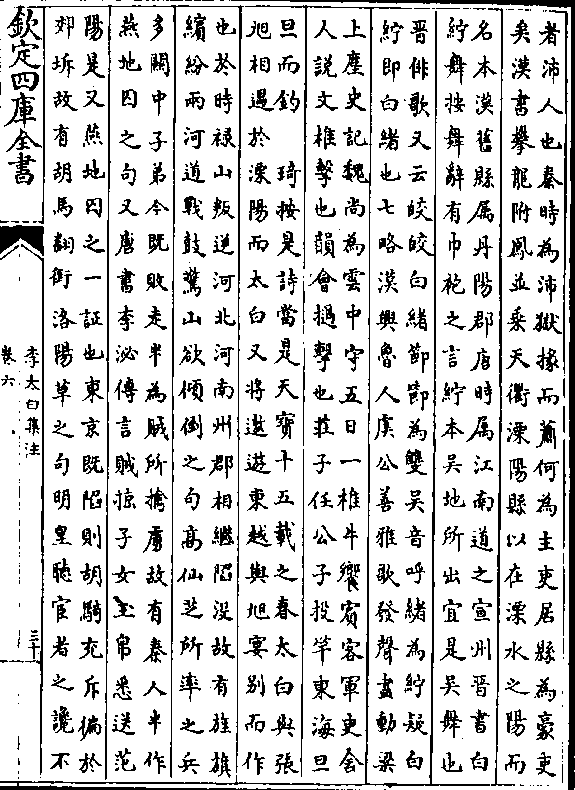 者沛人也秦時為沛獄掾而蕭何為主吏居縣為豪吏
矣漢書攀龍附鳳並乗天衢溧陽縣以在溧水之陽而
名本漢舊縣屬丹陽郡唐時属江南道之宣州晉書白
紵舞按舞辭有巾袍之言紵本吴地所出宜是吴舞也
晉俳歌又云皎皎白緒節節為雙吴音呼緒為紵疑白
紵即白緒也七略漢興魯人虞公善雅歌發聲盡動梁
上塵史記魏尚為雲中守五日一椎牛饗賓客軍吏舍
人説文椎擊也韻會撾擊也莊子任公子投竿東海旦
旦而釣　琦按是詩當是天寳十五載之春太白與張
旭相遇於溧陽而太白又將遨遊東越與旭宴别而作
也於時禄山叛逆河北河南州郡相繼陷没故有旌旗
繽紛兩河道戰鼓驚山欲傾倒之句髙仙芝所率之兵
多關中子弟今既敗走半為賊所擒虜故有秦人半作
燕地囚之句又唐書李泌傳言賊掠子女玉帛悉送范
陽是又燕地囚之一証也東京既陷則胡騎充斥徧於
郊坼故有胡馬翻銜洛陽草之句明皇聴宦者之讒不
欽定四庫全書
李太白集注
卷六
三十